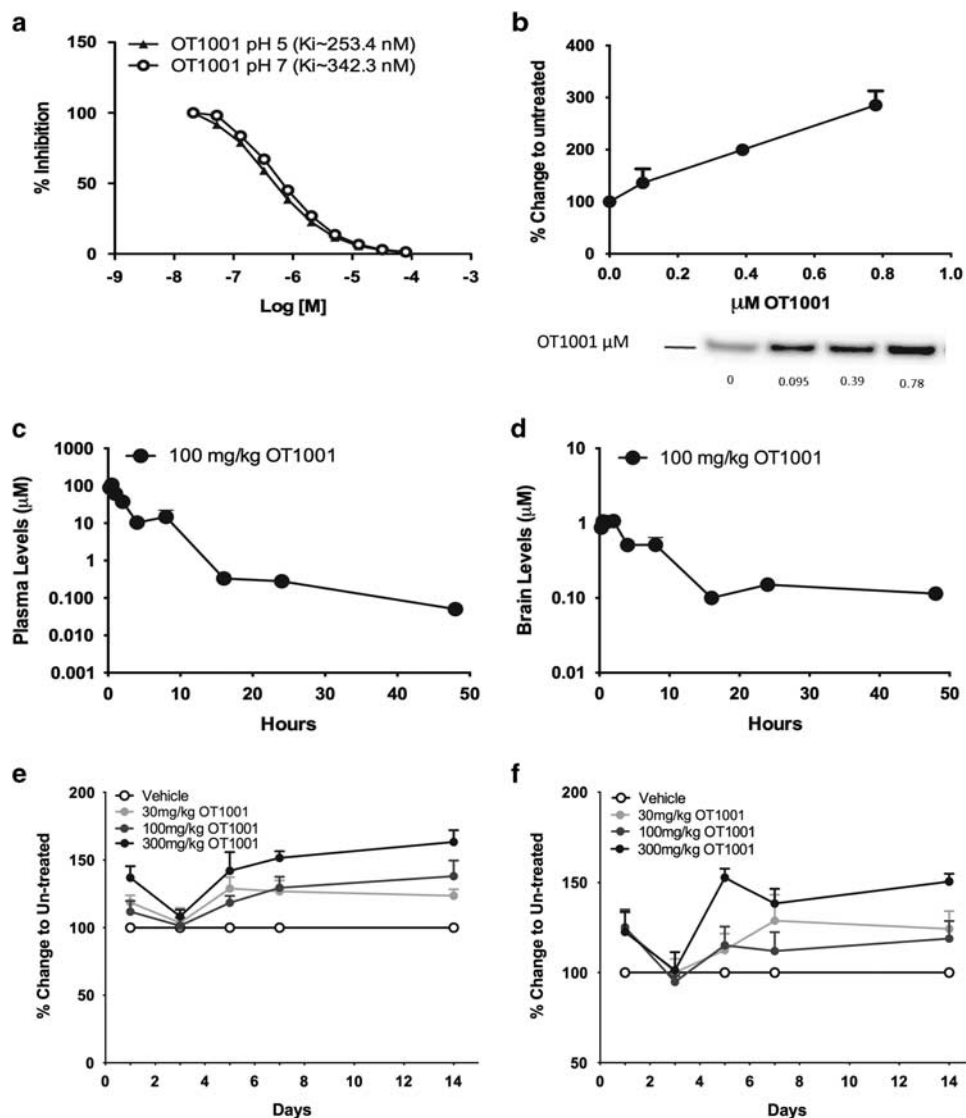 a
150
OT1001 pH 5 (Ki~253.4 nM)
OT1001 pH 7 (Ki~342.3 nM)
100
50
0
% Inhibition
-9 -8 -7 -6 -5 -4 -3
Log [M]
b
400
300
200
100
0
% Change to untreated
0.0 0.2 0.4 0.6 0.8 1.0
μM OT1001
OT1001 μM
0 0.095 0.39 0.78
c
1000
100 mg/kg OT1001
100
10
1
0.100
0.010
0.001
Plasma Levels (μM)
0 10 20 30 40 50
Hours
d
10
100 mg/kg OT1001
1
0.10
0.01
Brain Levels (μM)
0 10 20 30 40 50
Hours
e
200
Vehicle
30mg/kg OT1001
100mg/kg OT1001
300mg/kg OT1001
150
100
50
0
% Change to Un-treated
0 2 4 6 8 10 12 14
Days
f
200
Vehicle
30mg/kg OT1001
100mg/kg OT1001
300mg/kg OT1001
150
100
50
% Change to Un-treated
0 2 4 6 8 10 12 14
Days